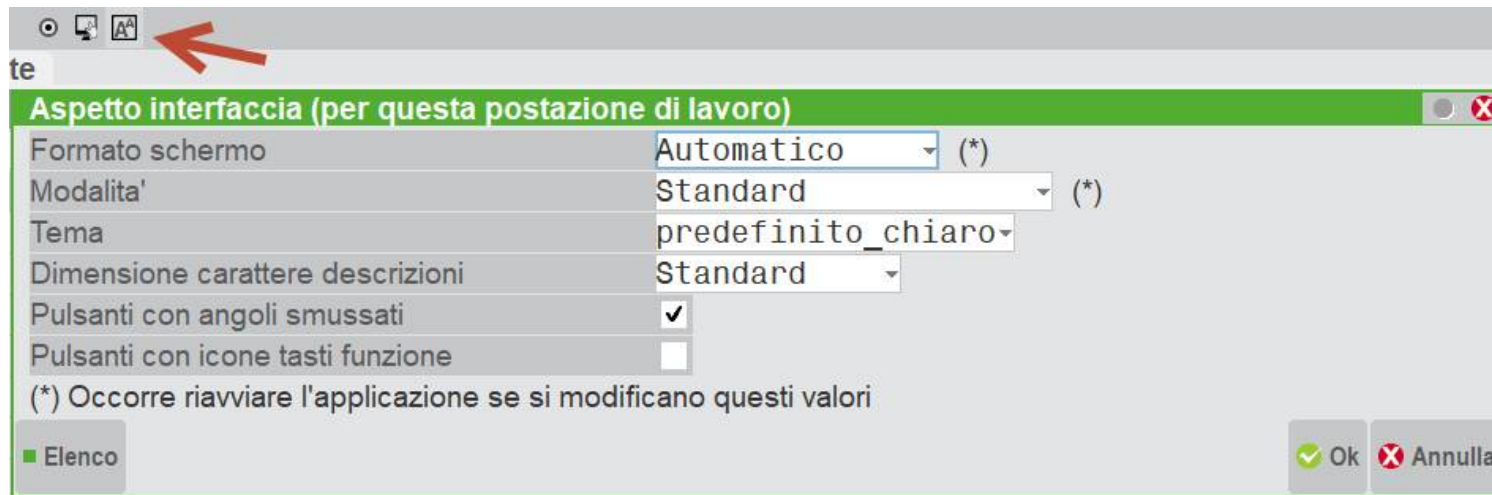 AA
te
Aspetto interfaccia (per questa postazione di lavoro)
Formato schermo Automatico (*)
Modalita' Standard (*)
Tema predefinito_chiaro
Dimensione carattere descrizioni Standard
Pulsanti con angoli smussati
Pulsanti con icone tasti funzione
(*) Occorre riavviare l'applicazione se si modificano questi valori
Elenco Ok Annulla